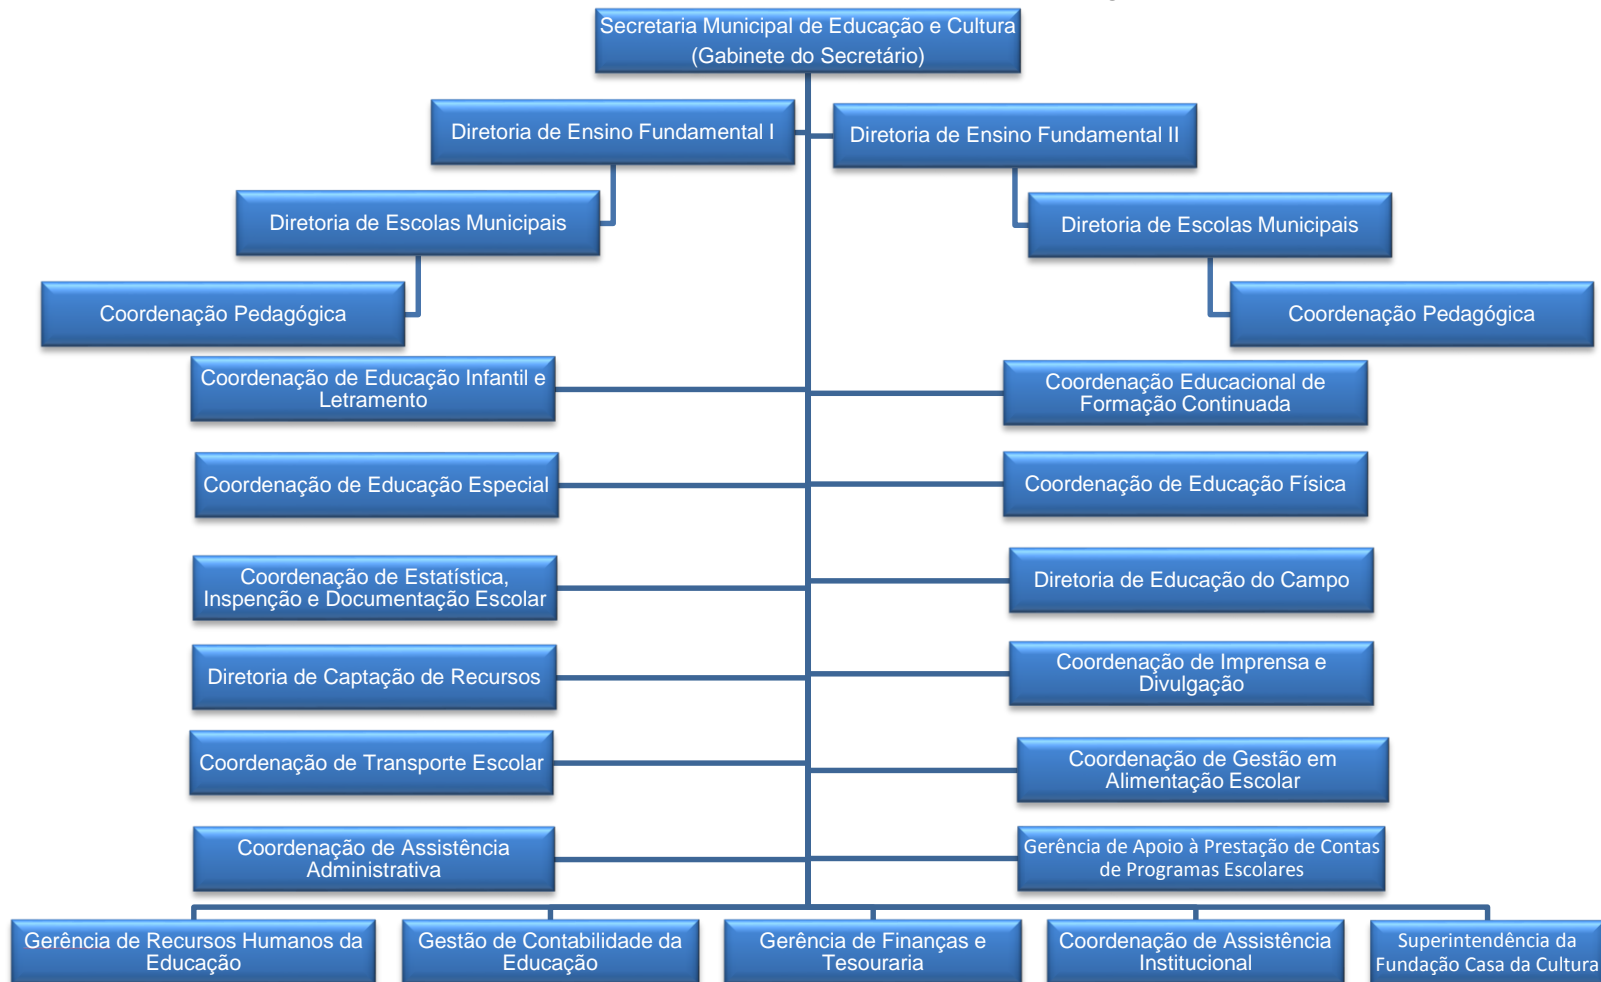 Secretaria Municipal de Educação e Cultura
(Gabinete do Secretário)
Diretoria de Ensino Fundamental I
Diretoria de Ensino Fundamental II
Diretoria de Escolas Municipais
Diretoria de Escolas Municipais
Coordenação Pedagógica
Coordenação Pedagógica
Coordenação de Educação Infantil e
Letramento
Coordenação Educacional de
Formação Continuada
Coordenação de Educação Especial
Coordenação de Educação Física
Coordenação de Estatística,
Inspenção e Documentação Escolar
Diretoria de Educação do Campo
Diretoria de Captação de Recursos
Coordenação de Imprensa e
Divulgação
Coordenação de Transporte Escolar
Coordenação de Gestão em
Alimentação Escolar
Coordenação de Assistência
Administrativa
Gerência de Apoio à Prestação de Contas
de Programas Escolares
Gerência de Recursos Humanos da
Educação
Gestão de Contabilidade da
Educação
Gerência de Finanças e
Tesouraria
Coordenação de Assistência
Institucional
Superintendência da
Fundação Casa da Cultura